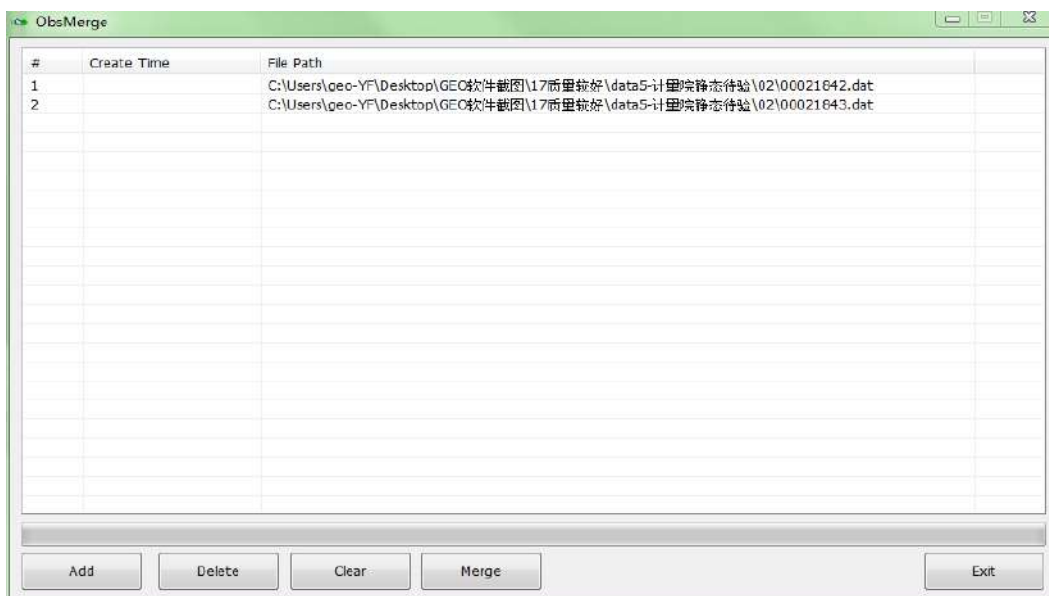 ObsMerge
# Create Time File Path
1 C:\Users\geo-YF\Desktop\GEO软件截图\17质量较好\data5-计量院静态待验\02\00021842.dat
2 C:\Users\geo-YF\Desktop\GEO软件截图\17质量较好\data5-计量院静态待验\02\00021843.dat
Add Delete Clear Merge Exit